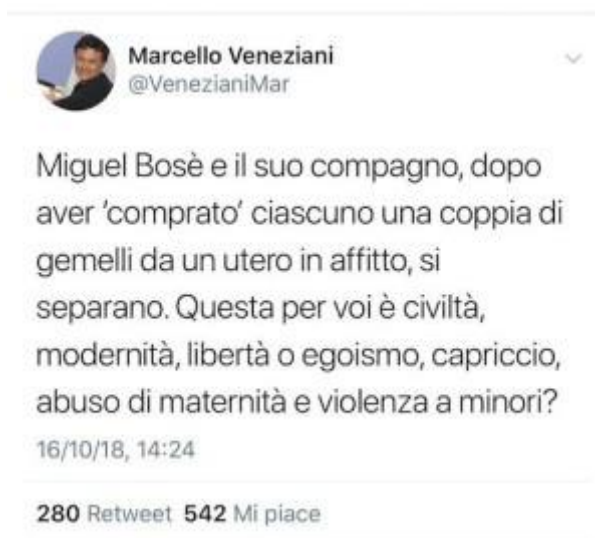 Marcello Veneziani
@VenezianiMar
Miguel Bosè e il suo compagno, dopo
aver 'comprato' ciascuno una coppia di
gemelli da un utero in affitto, si
separano. Questa per voi è civiltà,
modernità, libertà o egoismo, capriccio,
abuso di maternità e violenza a minori?
16/10/18, 14:24
280 Retweet 542 Mi piace